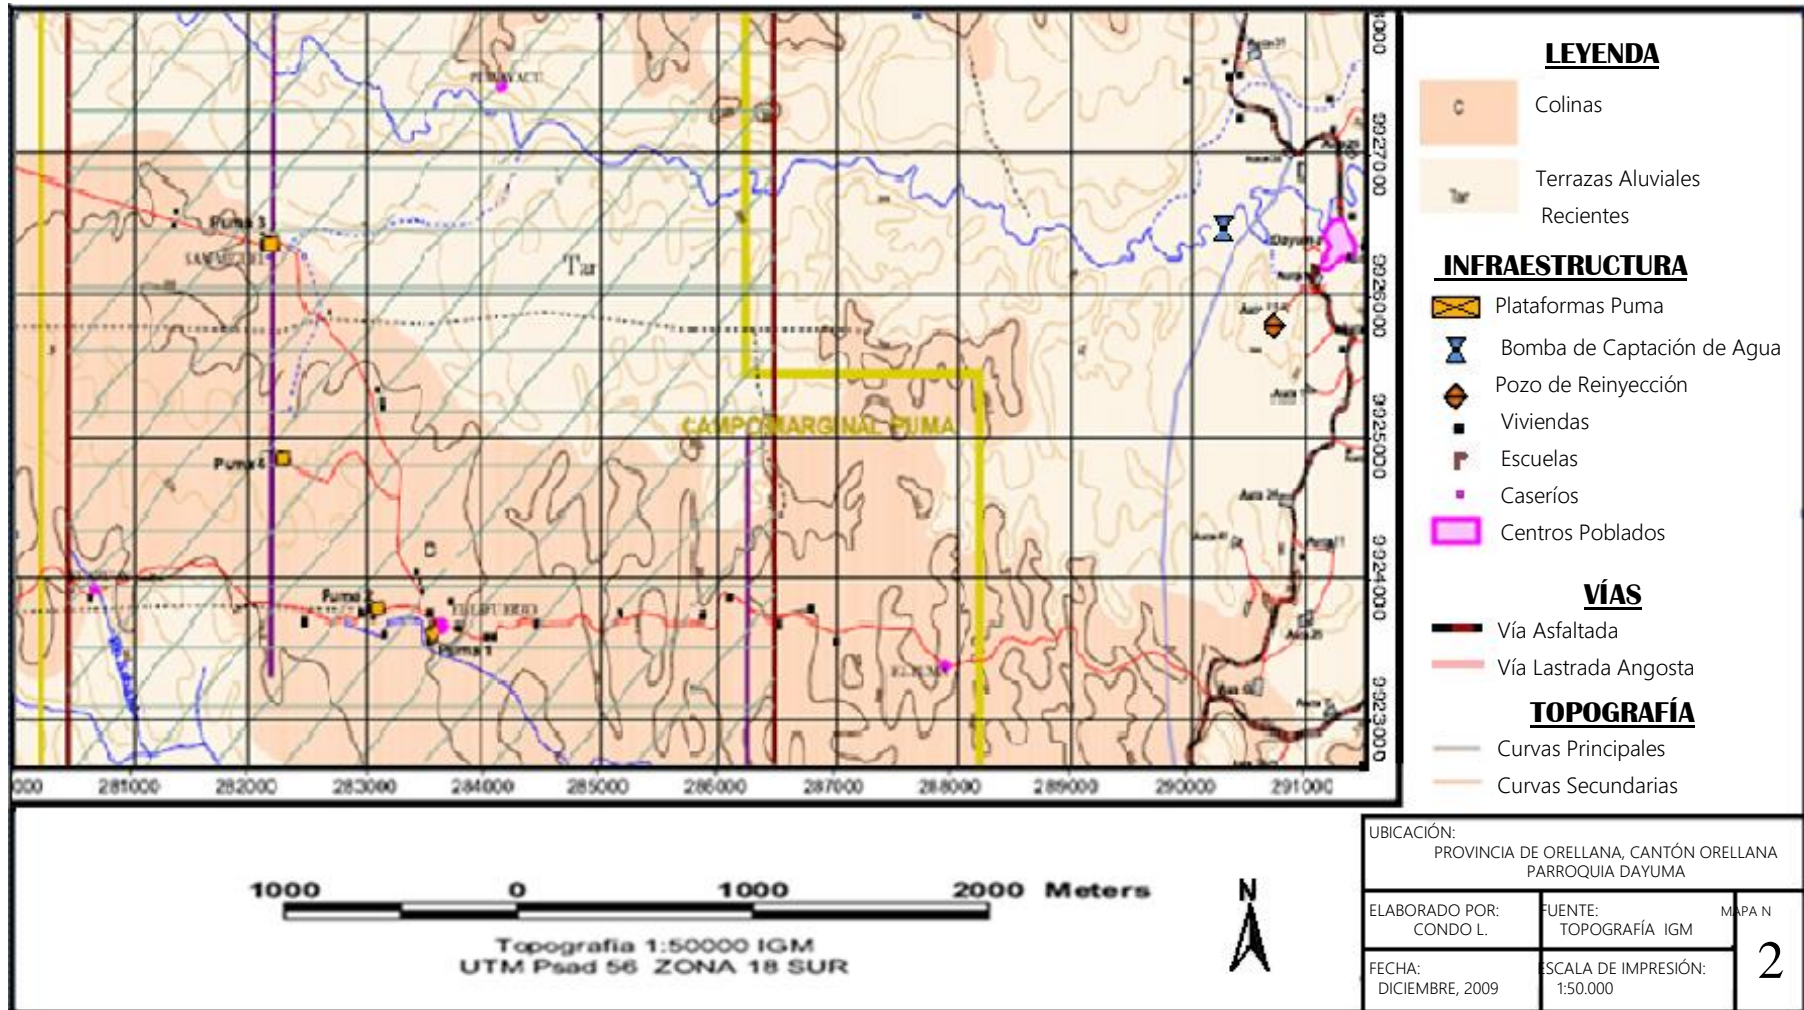 LEYENDA
C
Colinas
Tar
Terrazas Aluviales
Recientes
INFRAESTRUCTURA
Plataformas Puma
Bomba de Captación de Agua
Pozo de Reinyección
Viviendas
Escuelas
Caseríos
Centros Poblados
VÍAS
Vía Asfaltada
Vía Lastrada Angosta
TOPOGRAFÍA
Curvas Principales
Curvas Secundarias
Puma 3
Tar
CAMPO MARGINAL PUMA
C
Puma 2
Puma 1
9927000
9926000
9925000
9924000
9923000
000
281000
282000
283000
284000
285000
286000
287000
288000
289000
290000
291000
1000
0
1000
2000 Meters
Topografia 1:50000 IGM
UTM Psad 56 ZONA 18 SUR
N
UBICACIÓN:
PROVINCIA DE ORELLANA, CANTÓN ORELLANA
PARROQUIA DAYUMA
ELABORADO POR:
CONDO L.
FUENTE:
TOPOGRAFÍA IGM
MAPA N
2
FECHA:
DICIEMBRE, 2009
ESCALA DE IMPRESIÓN:
1:50.000